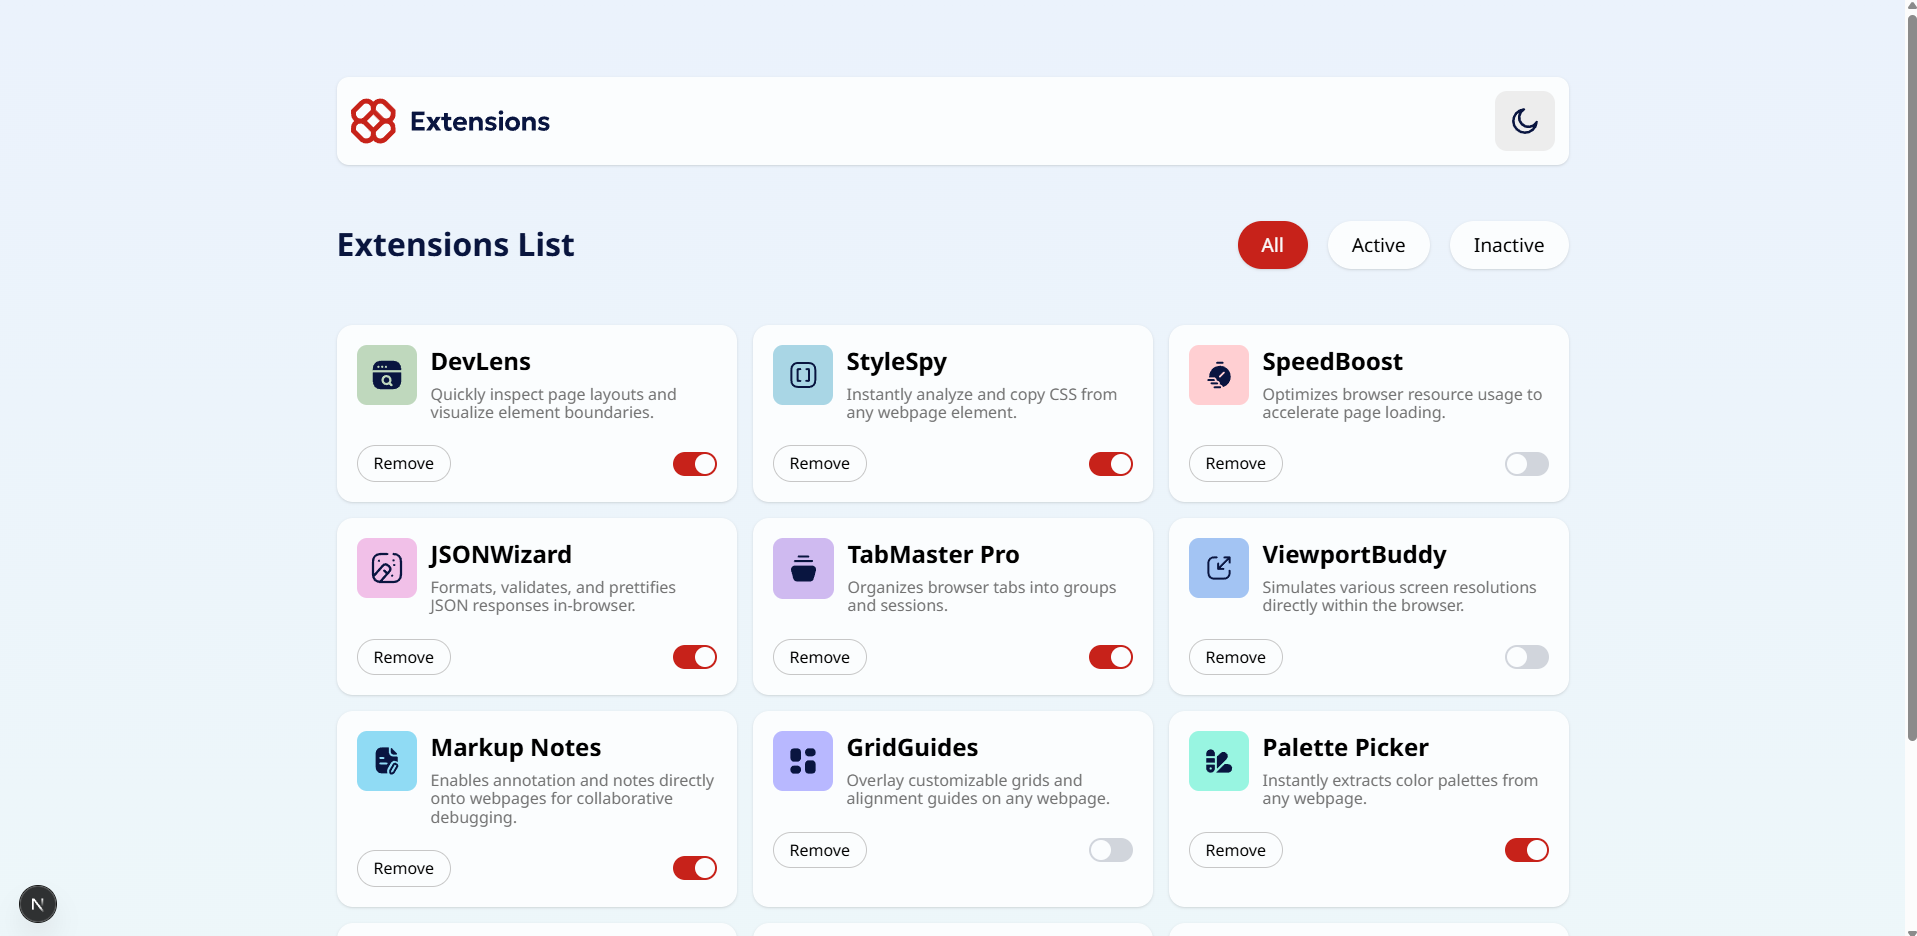 Extensions
Extensions List
All
Active
Inactive
DevLens
Quickly inspect page layouts and
visualize element boundaries.
Remove
StyleSpy
Instantly analyze and copy CSS from
any webpage element.
Remove
SpeedBoost
Optimizes browser resource usage to
accelerate page loading.
Remove
JSONWizard
Formats, validates, and prettifies
JSON responses in-browser.
Remove
TabMaster Pro
Organizes browser tabs into groups
and sessions.
Remove
ViewportBuddy
Simulates various screen resolutions
directly within the browser.
Remove
Markup Notes
Enables annotation and notes directly
onto webpages for collaborative
debugging.
Remove
GridGuides
Overlay customizable grids and
alignment guides on any webpage.
Remove
Palette Picker
Instantly extracts color palettes from
any webpage.
Remove
N